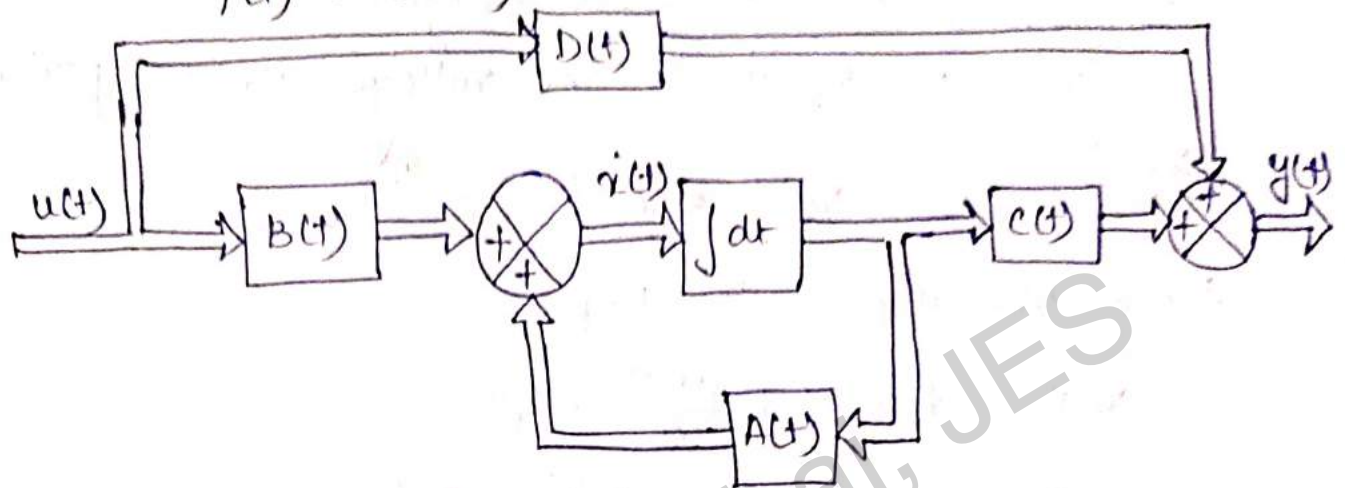 D(t)
u(t)
B(t)
+
+
ẋ(t)
∫dt
C(t)
+
+
y(t)
A(t)
JES